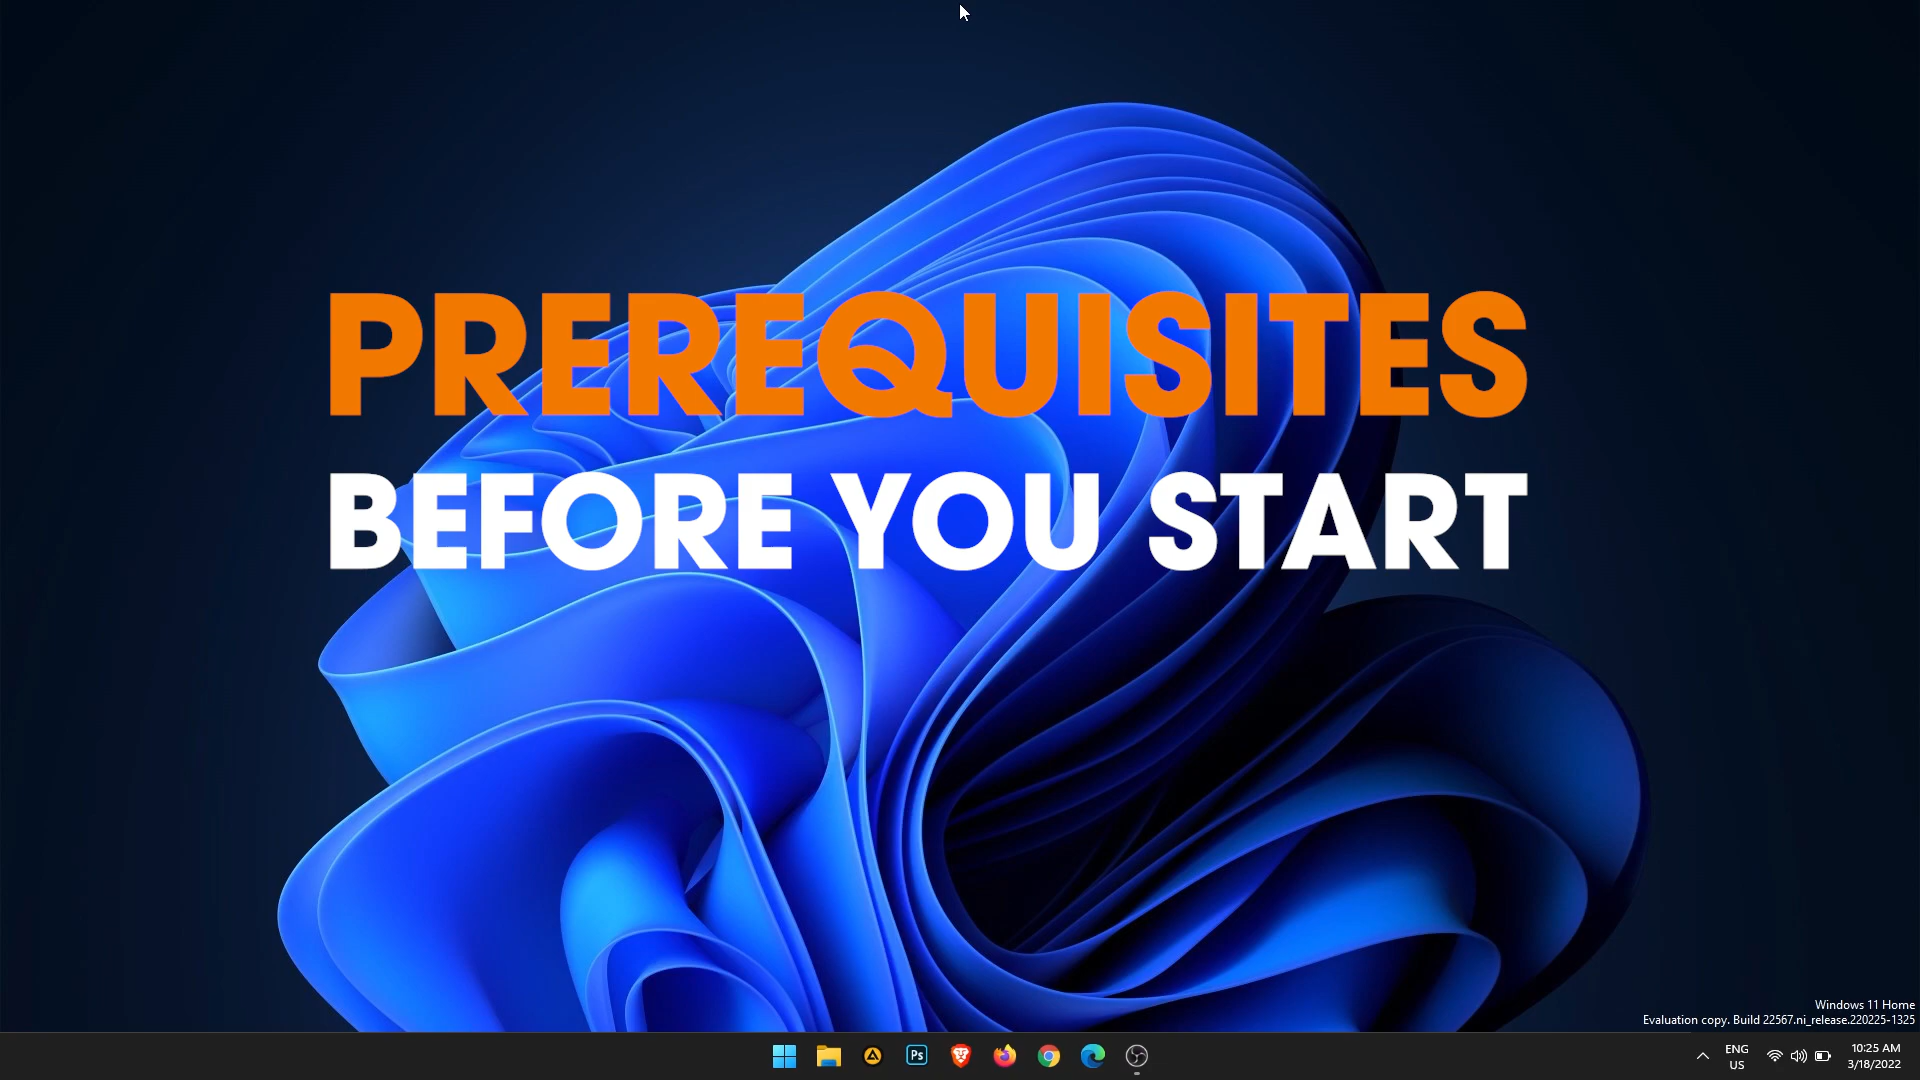 PREREQUISITES
BEFORE YOU START
Windows 11 Home
Evaluation copy. Build 22567.ni_release.220225-1325
Ps
ENG
US
10:25 AM
3/18/2022